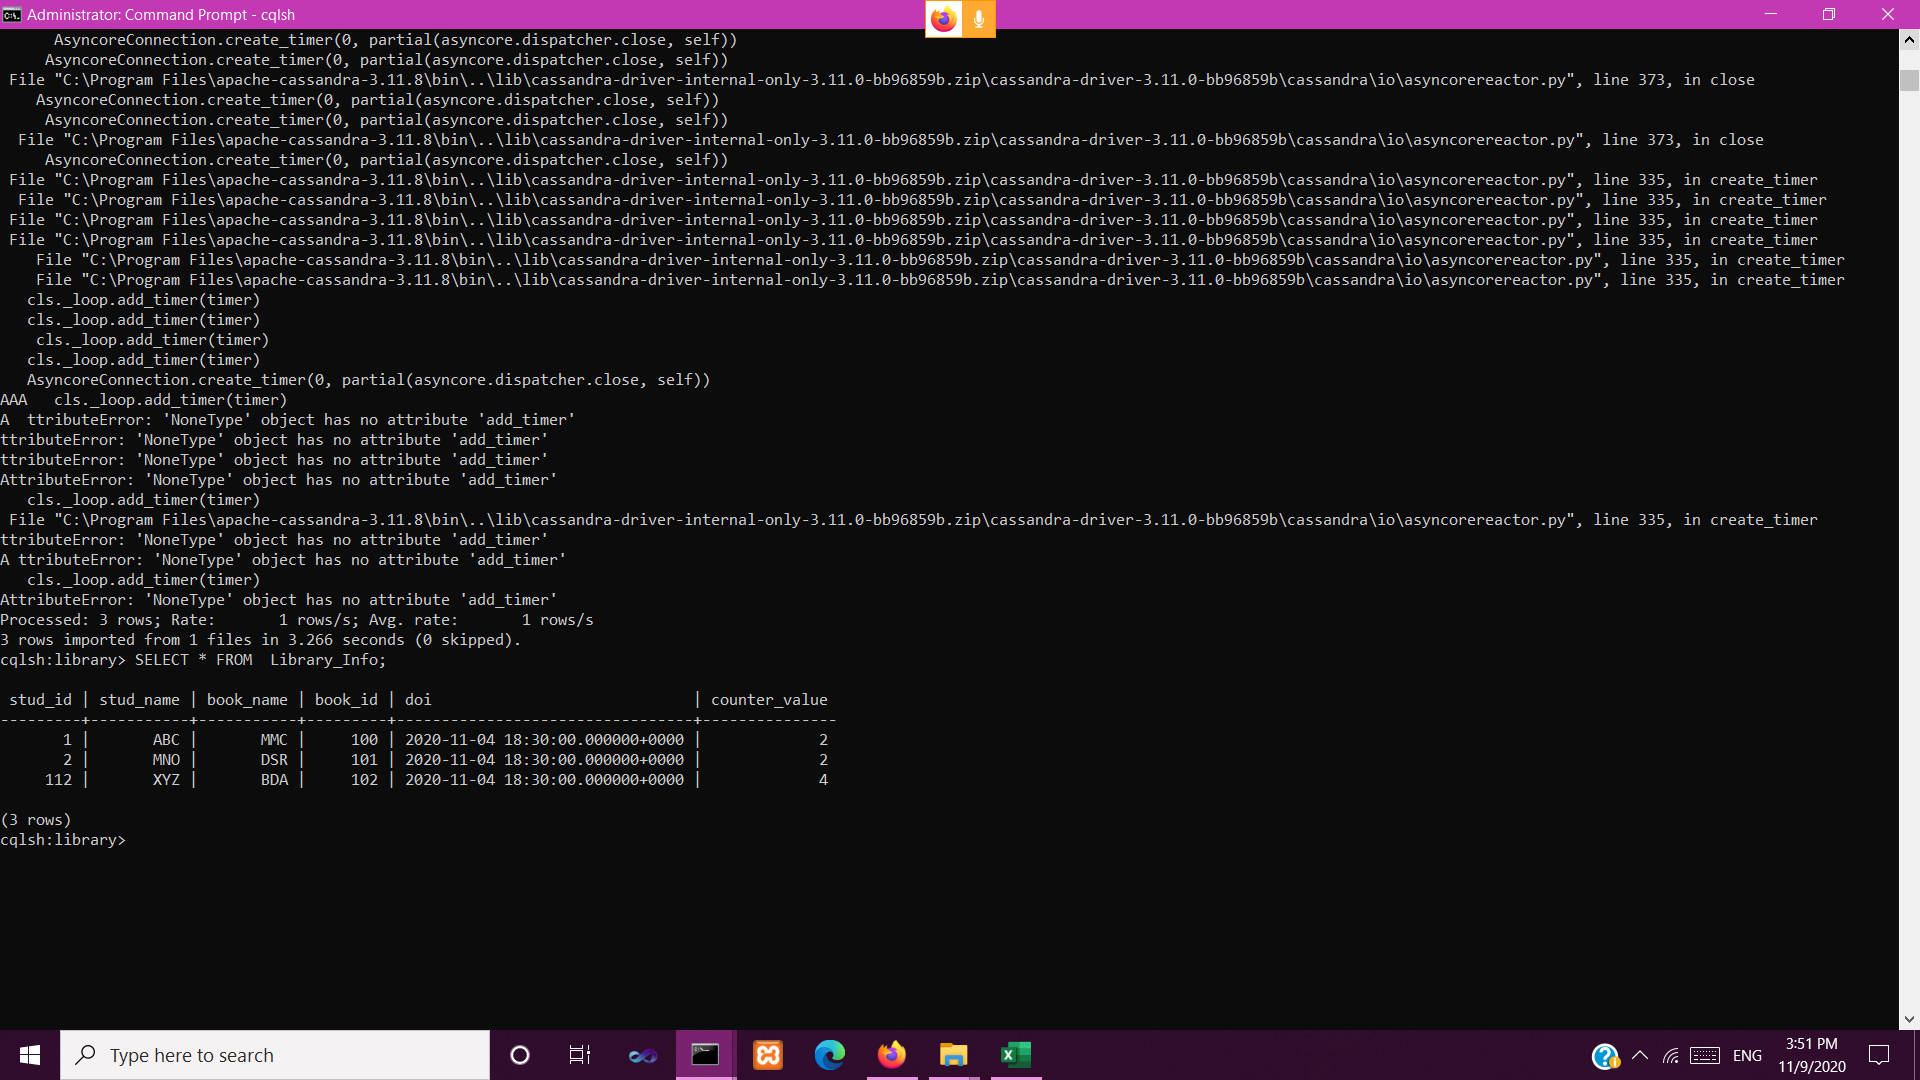 Administrator: Command Prompt - cqlsh
      AsyncoreConnection.create_timer(0, partial(asyncore.dispatcher.close, self))
     AsyncoreConnection.create_timer(0, partial(asyncore.dispatcher.close, self))
 File "C:\Program Files\apache-cassandra-3.11.8\bin\..\lib\cassandra-driver-internal-only-3.11.0-bb96859b.zip\cassandra-driver-3.11.0-bb96859b\cassandra\io\asyncorereactor.py", line 373, in close
    AsyncoreConnection.create_timer(0, partial(asyncore.dispatcher.close, self))
     AsyncoreConnection.create_timer(0, partial(asyncore.dispatcher.close, self))
  File "C:\Program Files\apache-cassandra-3.11.8\bin\..\lib\cassandra-driver-internal-only-3.11.0-bb96859b.zip\cassandra-driver-3.11.0-bb96859b\cassandra\io\asyncorereactor.py", line 373, in close
     AsyncoreConnection.create_timer(0, partial(asyncore.dispatcher.close, self))
 File "C:\Program Files\apache-cassandra-3.11.8\bin\..\lib\cassandra-driver-internal-only-3.11.0-bb96859b.zip\cassandra-driver-3.11.0-bb96859b\cassandra\io\asyncorereactor.py", line 335, in create_timer
  File "C:\Program Files\apache-cassandra-3.11.8\bin\..\lib\cassandra-driver-internal-only-3.11.0-bb96859b.zip\cassandra-driver-3.11.0-bb96859b\cassandra\io\asyncorereactor.py", line 335, in create_timer
 File "C:\Program Files\apache-cassandra-3.11.8\bin\..\lib\cassandra-driver-internal-only-3.11.0-bb96859b.zip\cassandra-driver-3.11.0-bb96859b\cassandra\io\asyncorereactor.py", line 335, in create_timer
 File "C:\Program Files\apache-cassandra-3.11.8\bin\..\lib\cassandra-driver-internal-only-3.11.0-bb96859b.zip\cassandra-driver-3.11.0-bb96859b\cassandra\io\asyncorereactor.py", line 335, in create_timer
    File "C:\Program Files\apache-cassandra-3.11.8\bin\..\lib\cassandra-driver-internal-only-3.11.0-bb96859b.zip\cassandra-driver-3.11.0-bb96859b\cassandra\io\asyncorereactor.py", line 335, in create_timer
    File "C:\Program Files\apache-cassandra-3.11.8\bin\..\lib\cassandra-driver-internal-only-3.11.0-bb96859b.zip\cassandra-driver-3.11.0-bb96859b\cassandra\io\asyncorereactor.py", line 335, in create_timer
   cls._loop.add_timer(timer)
   cls._loop.add_timer(timer)
    cls._loop.add_timer(timer)
   cls._loop.add_timer(timer)
   AsyncoreConnection.create_timer(0, partial(asyncore.dispatcher.close, self))
AAA   cls._loop.add_timer(timer)
A  ttributeError: 'NoneType' object has no attribute 'add_timer'
ttributeError: 'NoneType' object has no attribute 'add_timer'
ttributeError: 'NoneType' object has no attribute 'add_timer'
AttributeError: 'NoneType' object has no attribute 'add_timer'
   cls._loop.add_timer(timer)
 File "C:\Program Files\apache-cassandra-3.11.8\bin\..\lib\cassandra-driver-internal-only-3.11.0-bb96859b.zip\cassandra-driver-3.11.0-bb96859b\cassandra\io\asyncorereactor.py", line 335, in create_timer
ttributeError: 'NoneType' object has no attribute 'add_timer'
A ttributeError: 'NoneType' object has no attribute 'add_timer'
   cls._loop.add_timer(timer)
AttributeError: 'NoneType' object has no attribute 'add_timer'
Processed: 3 rows; Rate:       1 rows/s; Avg. rate:       1 rows/s
3 rows imported from 1 files in 3.266 seconds (0 skipped).
cqlsh:library> SELECT * FROM  Library_Info;
 stud_id | stud_name | book_name | book_id | doi                             | counter_value
---------+-----------+-----------+---------+---------------------------------+---------------
       1 |       ABC |       MMC |     100 | 2020-11-04 18:30:00.000000+0000 |             2
       2 |       MNO |       DSR |     101 | 2020-11-04 18:30:00.000000+0000 |             2
     112 |       XYZ |       BDA |     102 | 2020-11-04 18:30:00.000000+0000 |             4
(3 rows)
cqlsh:library>
Type here to search
ENG
3:51 PM
11/9/2020